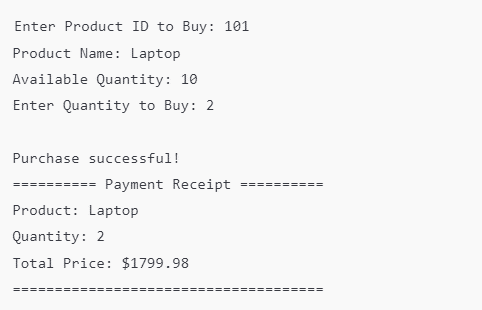 Enter Product ID to Buy: 101
Product Name: Laptop
Available Quantity: 10
Enter Quantity to Buy: 2
Purchase successful!
========== Payment Receipt ==========
Product: Laptop
Quantity: 2
Total Price: $1799.98
=====================================